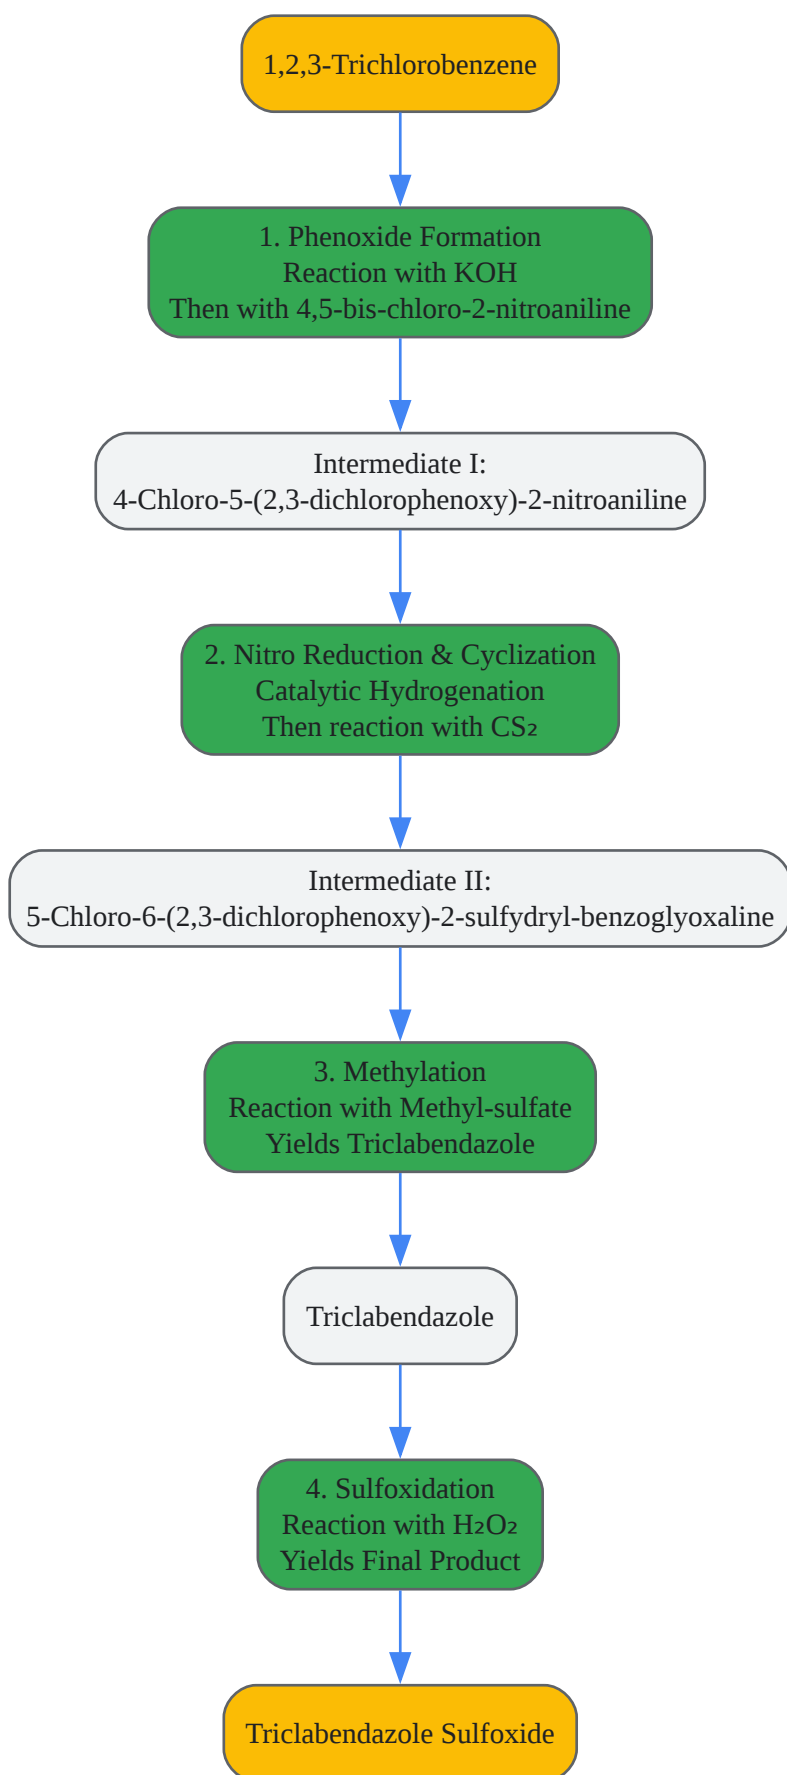 1,2,3-Trichlorobenzene
1. Phenoxide Formation
Reaction with KOH
Then with 4,5-bis-chloro-2-nitroaniline
Intermediate I:
4-Chloro-5-(2,3-dichlorophenoxy)-2-nitroaniline
2. Nitro Reduction & Cyclization
Catalytic Hydrogenation
Then reaction with CS₂
Intermediate II:
5-Chloro-6-(2,3-dichlorophenoxy)-2-sulfydryl-benzoglyoxaline
3. Methylation
Reaction with Methyl-sulfate
Yields Triclabendazole
Triclabendazole
4. Sulfoxidation
Reaction with H₂O₂
Yields Final Product
Triclabendazole Sulfoxide